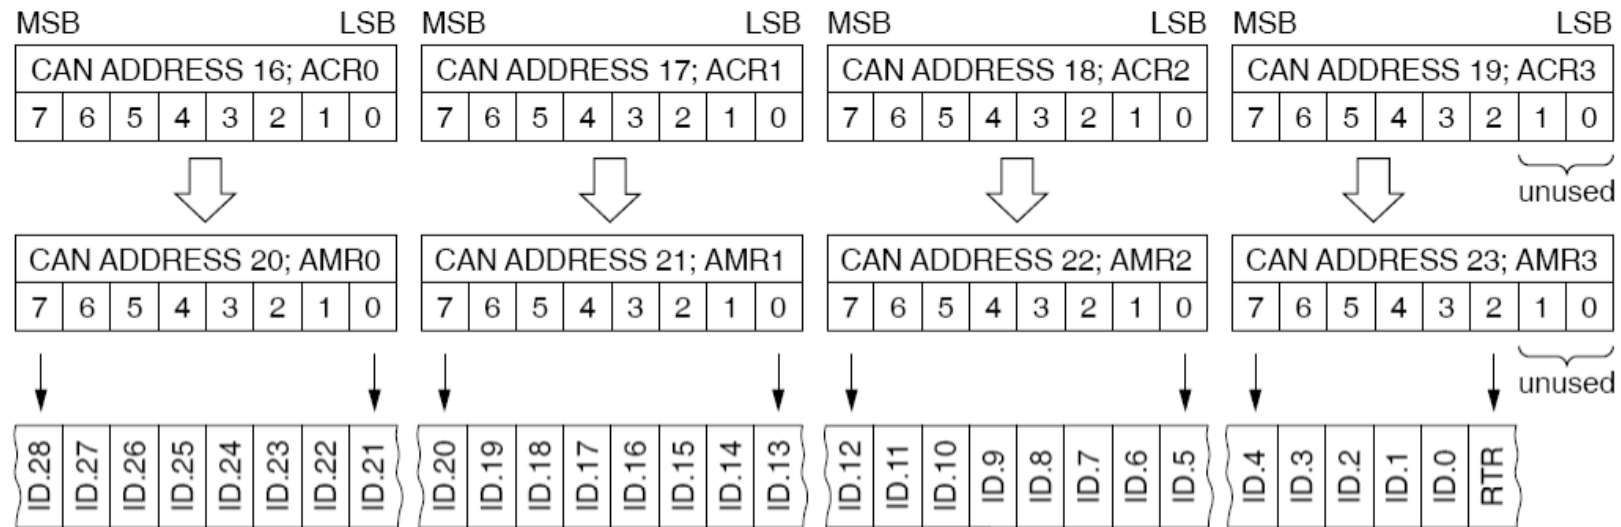 MSB LSB MSB LSB MSB LSB MSB LSB
CAN ADDRESS 16; ACR0 CAN ADDRESS 17; ACR1 CAN ADDRESS 18; ACR2 CAN ADDRESS 19; ACR3
7 6 5 4 3 2 1 0 7 6 5 4 3 2 1 0 7 6 5 4 3 2 1 0 7 6 5 4 3 2 1 0
unused
CAN ADDRESS 20; AMR0 CAN ADDRESS 21; AMR1 CAN ADDRESS 22; AMR2 CAN ADDRESS 23; AMR3
7 6 5 4 3 2 1 0 7 6 5 4 3 2 1 0 7 6 5 4 3 2 1 0 7 6 5 4 3 2 1 0
unused
ID.28 ID.27 ID.26 ID.25 ID.24 ID.23 ID.22 ID.21 ID.20 ID.19 ID.18 ID.17 ID.16 ID.15 ID.14 ID.13 ID.12 ID.11 ID.10 ID.9 ID.8 ID.7 ID.6 ID.5 ID.4 ID.3 ID.2 ID.1 ID.0 RTR